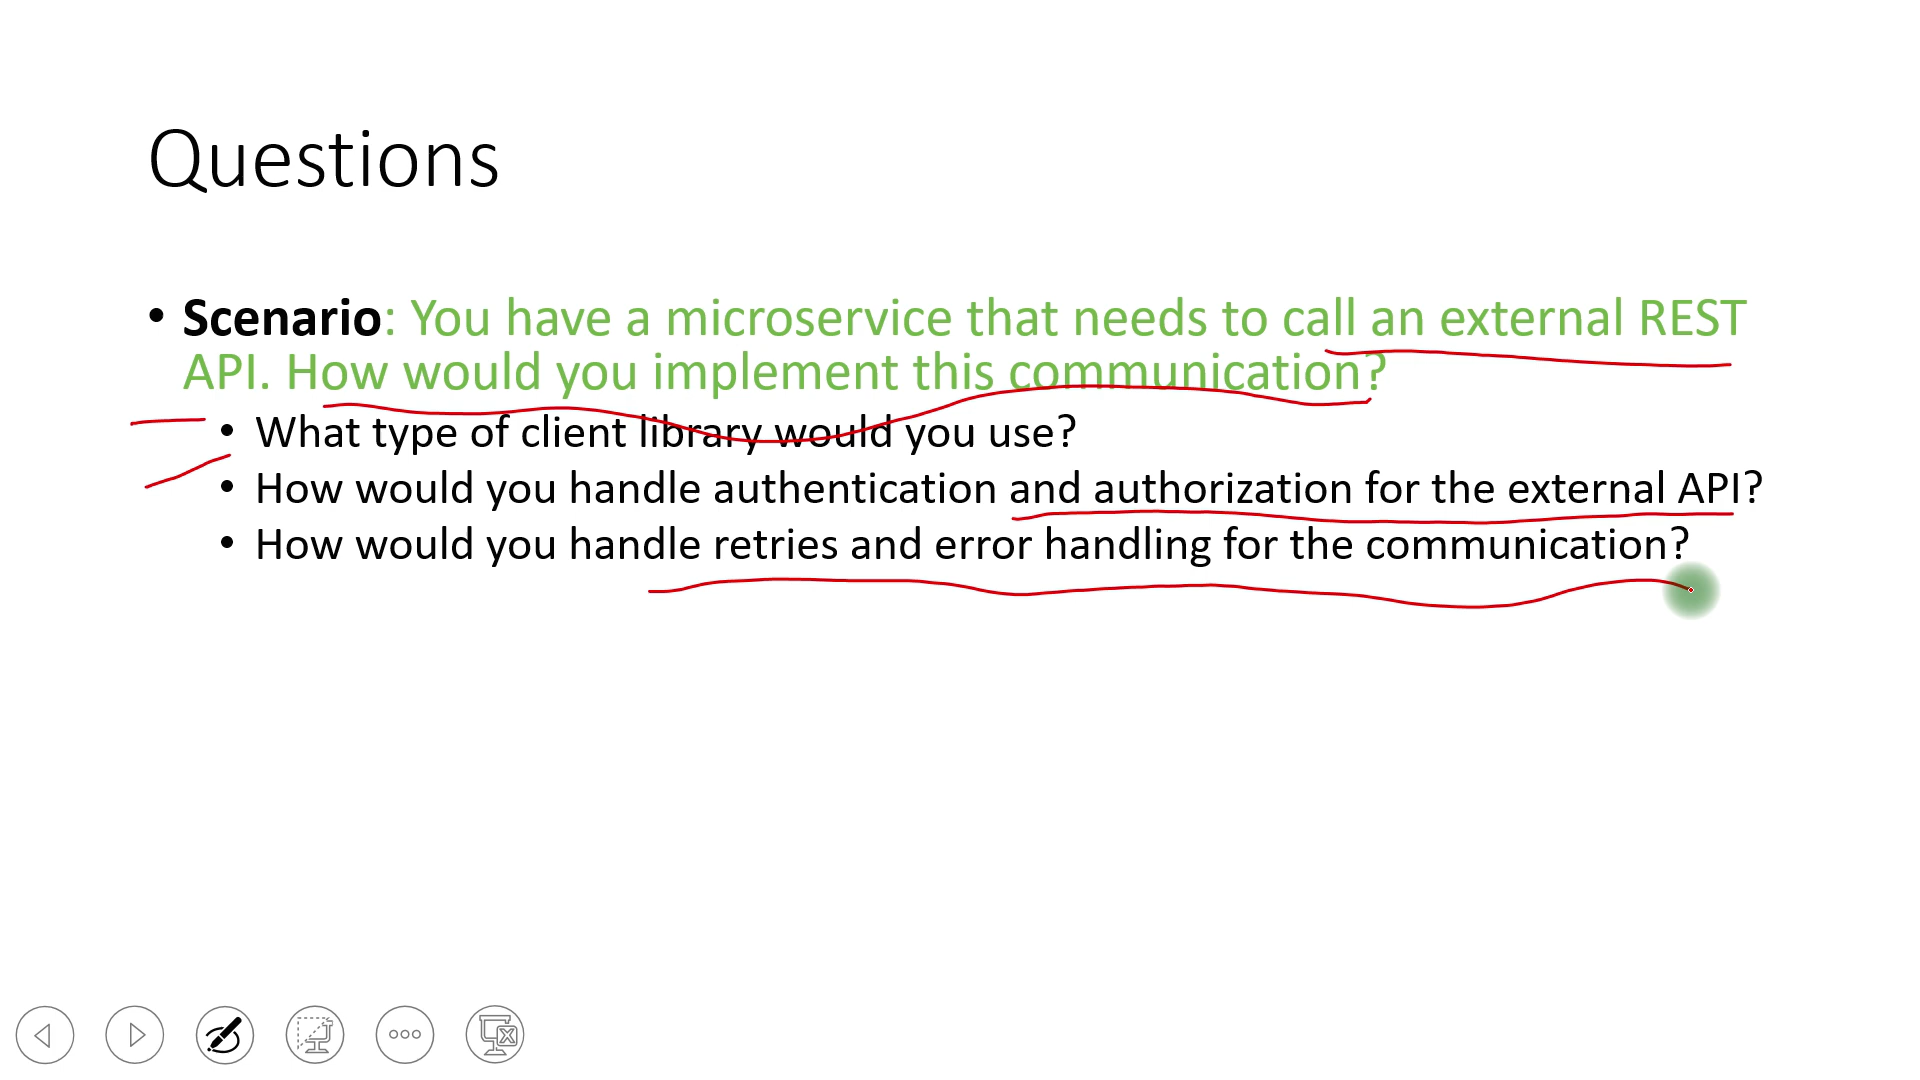 Questions
• Scenario: You have a microservice that needs to call an external REST
API. How would you implement this communication?
• What type of client library would you use?
• How would you handle authentication and authorization for the external API?
• How would you handle retries and error handling for the communication?